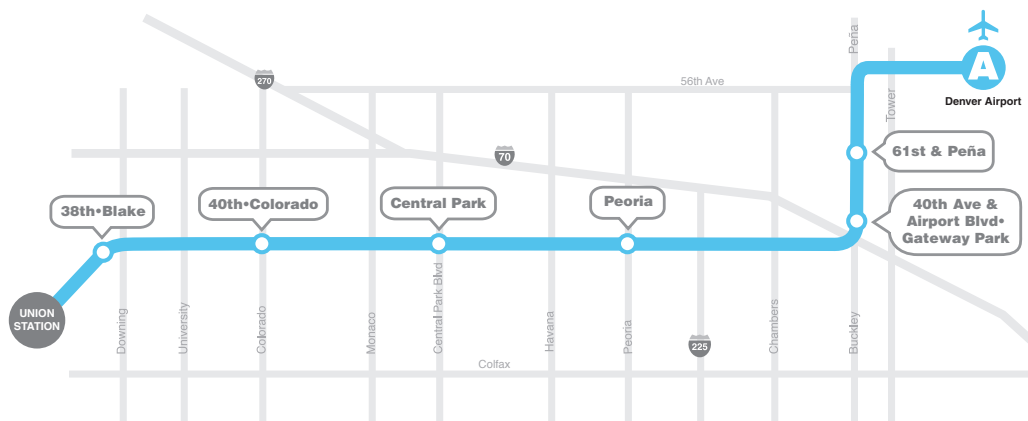 Peña
A
Denver Airport
270
56th Ave
Tower
70
61st & Peña
38th•Blake
40th•Colorado
Central Park
Peoria
40th Ave &
Airport Blvd•
Gateway Park
UNION
STATION
Downing
University
Colorado
Monaco
Central Park Blvd
Havana
Peoria
225
Chambers
Buckley
Colfax